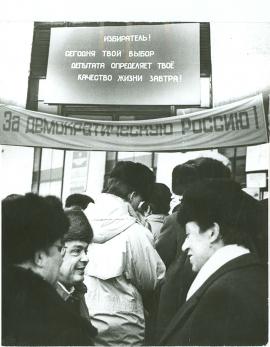 ИЗБИРАТЕЛЬ!
СЕГОДНЯ ТВОЙ ВЫБОР
ДЕПУТАТА ОПРЕДЕЛЯЕТ ТВОЁ
КАЧЕСТВО ЖИЗНИ ЗАВТРА!
ЗА ДЕМОКРАТИЧЕСКУЮ РОССИЮ!